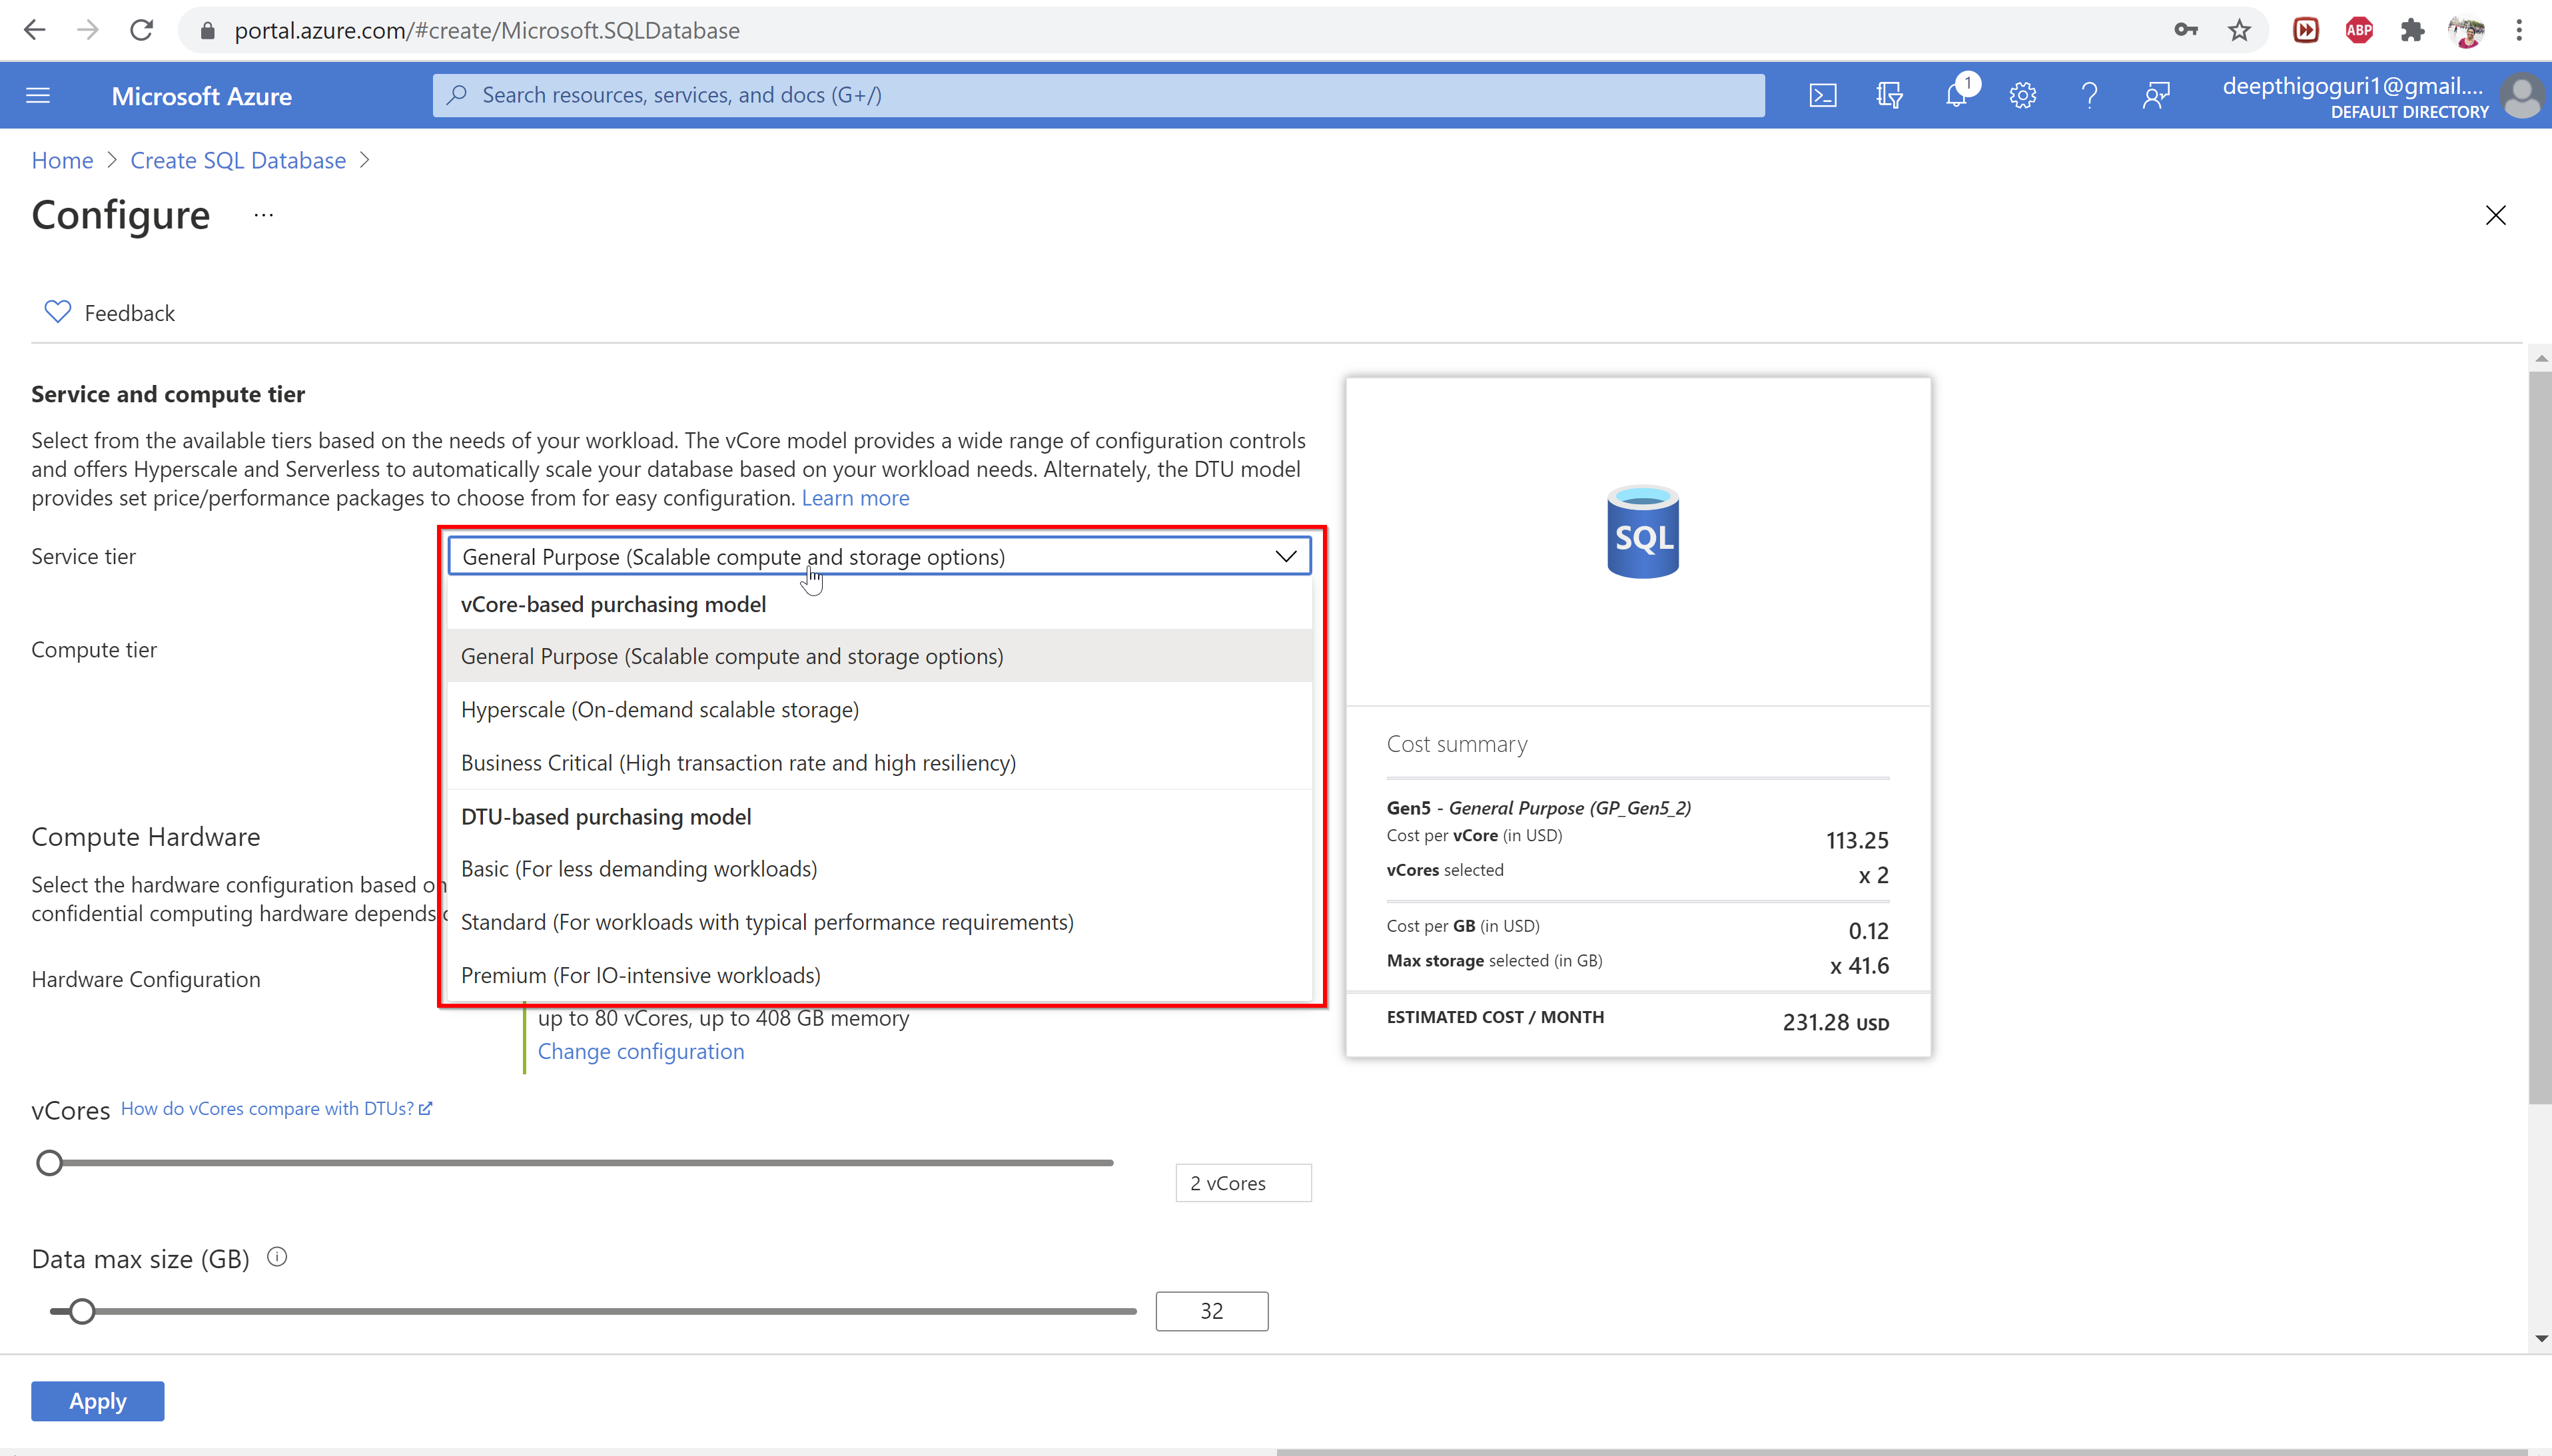 portal.azure.com/#create/Microsoft.SQLDatabase
ABP
Microsoft Azure
Search resources, services, and docs (G+/)
1
deepthigoguri1@gmail....
DEFAULT DIRECTORY
Home > Create SQL Database >
Configure ...
Feedback
Service and compute tier
Select from the available tiers based on the needs of your workload. The vCore model provides a wide range of configuration controls
and offers Hyperscale and Serverless to automatically scale your database based on your workload needs. Alternately, the DTU model
provides set price/performance packages to choose from for easy configuration. Learn more
Service tier
General Purpose (Scalable compute and storage options)
vCore-based purchasing model
Compute tier
General Purpose (Scalable compute and storage options)
Hyperscale (On-demand scalable storage)
Business Critical (High transaction rate and high resiliency)
DTU-based purchasing model
Basic (For less demanding workloads)
Standard (For workloads with typical performance requirements)
Premium (For IO-intensive workloads)
Compute Hardware
Select the hardware configuration based on
confidential computing hardware depends
Hardware Configuration
up to 80 vCores, up to 408 GB memory
Change configuration
vCores How do vCores compare with DTUs?
2 vCores
Data max size (GB)
32
Apply
SQL
Cost summary
Gen5 - General Purpose (GP_Gen5_2)
Cost per vCore (in USD) 113.25
vCores selected x 2
Cost per GB (in USD) 0.12
Max storage selected (in GB) x 41.6
ESTIMATED COST / MONTH 231.28 USD